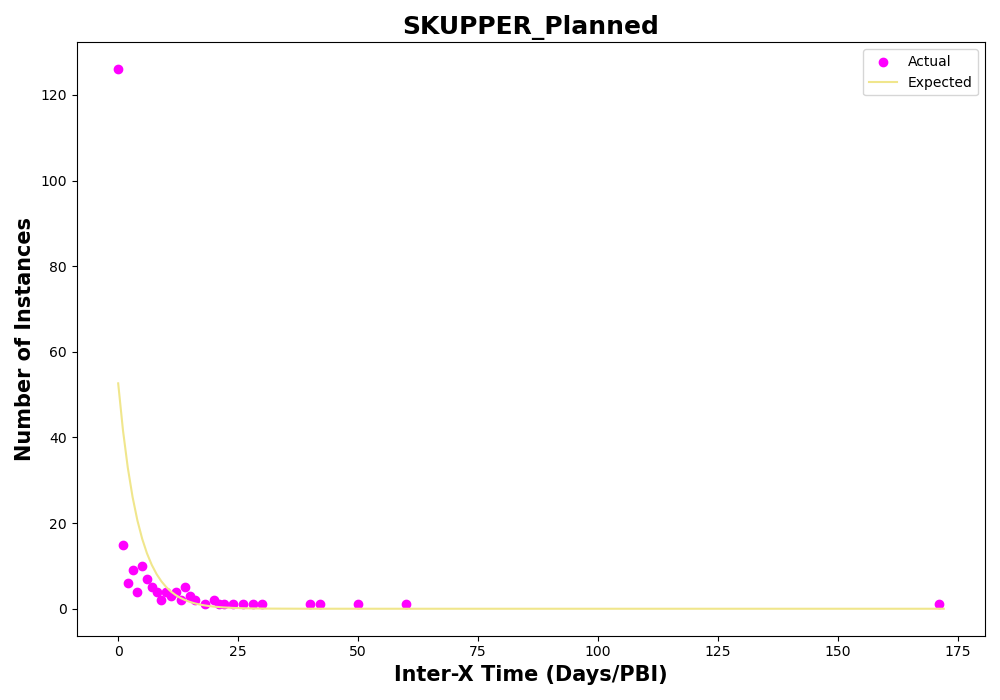 SKUPPER_Planned
Actual
Expected
120
100
80
60
40
20
0
Number of Instances
0 25 50 75 100 125 150 175
Inter-X Time (Days/PBI)